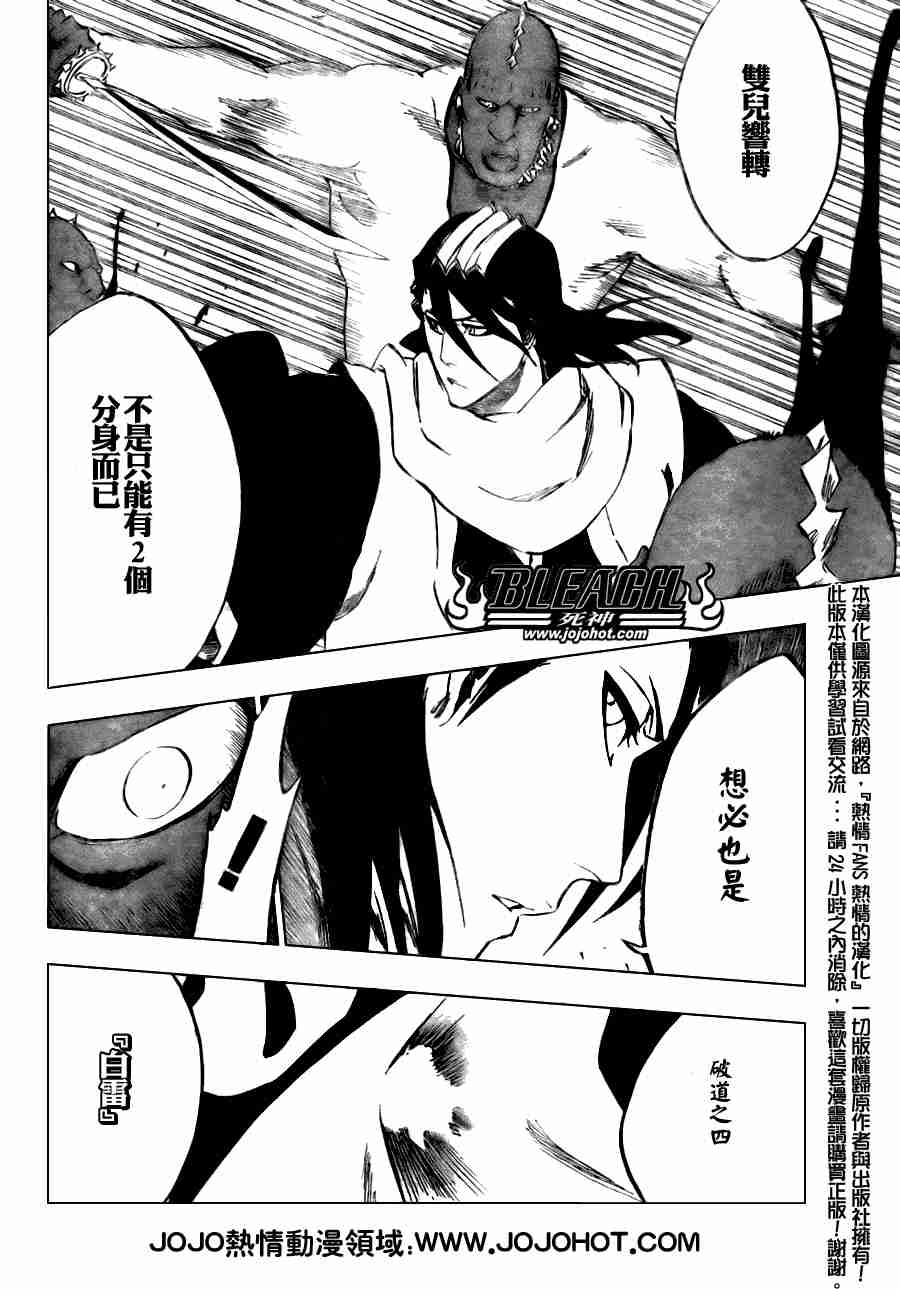 雙兒響轉
不是只能有2個
分身而已
BLEACH
死神
www.jojohot.com
想必也是
!
破道之四
『白雷』
本漢化圖源來自於網路,『熱情FANS熱情的漢化』一切版權歸原作者與出版社擁有!
此版本僅供學習試看交流...請24小時之內消除,喜歡這套漫畫請購買正版!謝謝。
JOJO熱情動漫領域:WWW.JOJOHOT.COM